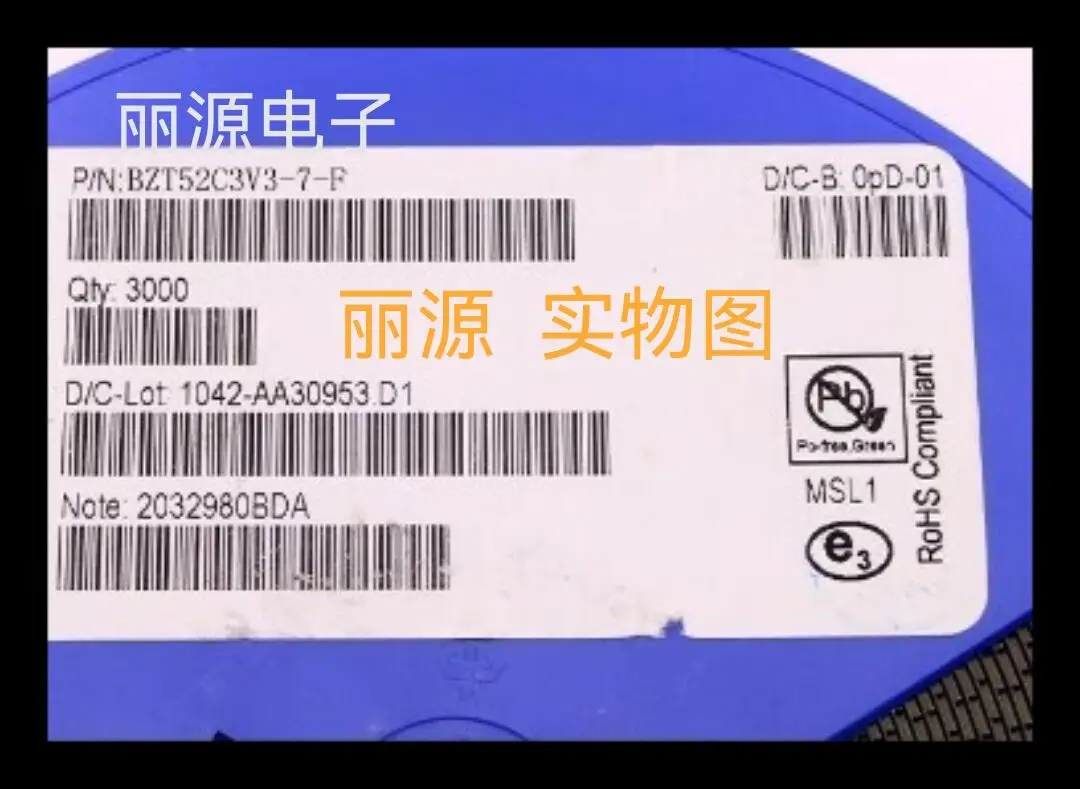 丽源电子
P/N:BZT52C3V3-7-F
D/C-B: 0pD-01
Qty: 3000
丽源 实物图
D/C-Lot: 1042-AA30953.D1
Pb
Pb-free,Green
RoHS Compliant
MSL1
Note: 2032980BDA
e3